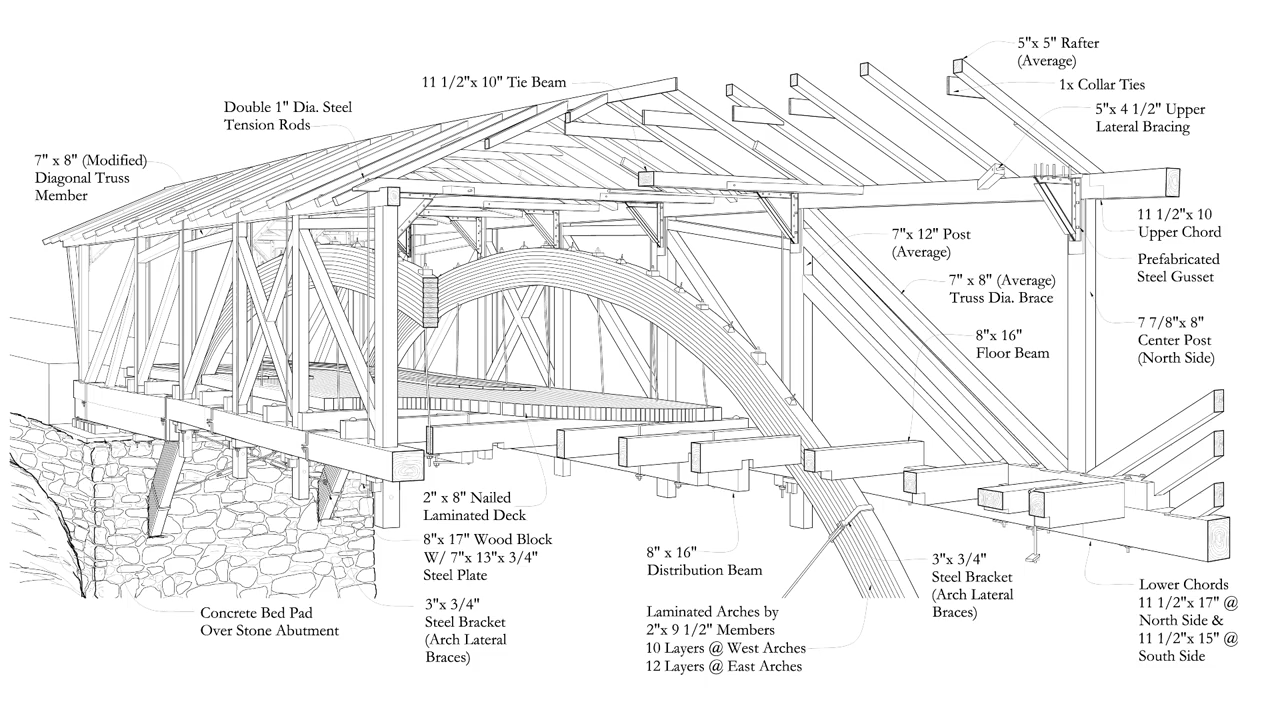 5"x 5" Rafter
(Average)
1x Collar Ties
5"x 4 1/2" Upper
Lateral Bracing
11 1/2"x 10" Tie Beam
Double 1" Dia. Steel
Tension Rods
7" x 8" (Modified)
Diagonal Truss
Member
11 1/2"x 10
Upper Chord
Prefabricated
Steel Gusset
7"x 12" Post
(Average)
7" x 8" (Average)
Truss Dia. Brace
8"x 16"
Floor Beam
7 7/8"x 8"
Center Post
(North Side)
2" x 8" Nailed
Laminated Deck
8"x 17" Wood Block
W/ 7"x 13"x 3/4"
Steel Plate
3"x 3/4"
Steel Bracket
(Arch Lateral
Braces)
Concrete Bed Pad
Over Stone Abutment
8" x 16"
Distribution Beam
Laminated Arches by
2"x 9 1/2" Members
10 Layers @ West Arches
12 Layers @ East Arches
3"x 3/4"
Steel Bracket
(Arch Lateral
Braces)
Lower Chords
11 1/2"x 17" @
North Side &
11 1/2"x 15" @
South Side